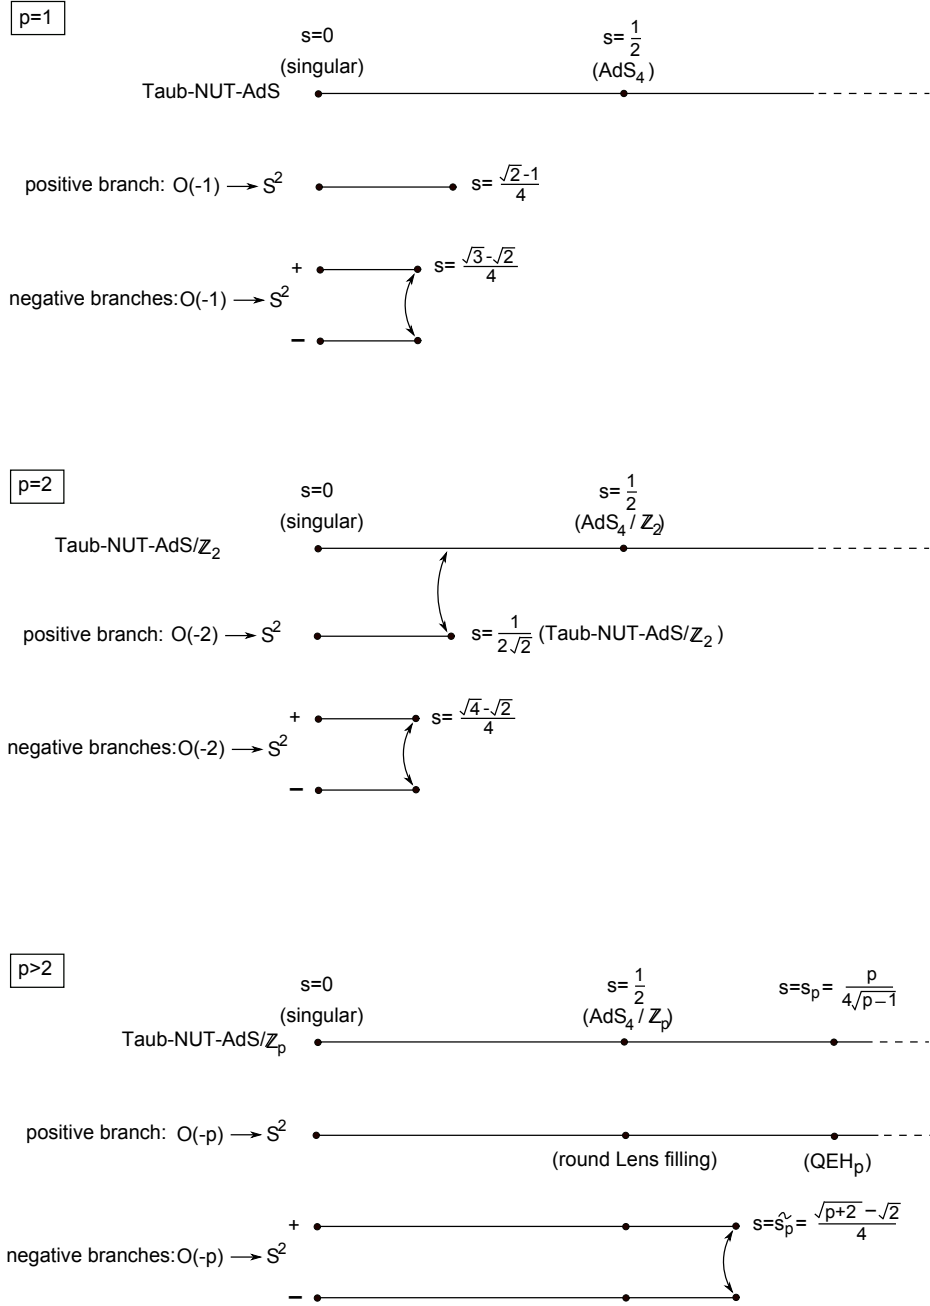 p=1
s=0
(singular)
s= 1/2
(AdS₄)
Taub-NUT-AdS
positive branch: O(-1) → S²
s= (√2-1)/4
+
s= (√3-√2)/4
negative branches:O(-1) → S²
−
p=2
s=0
(singular)
s= 1/2
(AdS₄ / ℤ₂)
Taub-NUT-AdS/ℤ₂
positive branch: O(-2) → S²
s= 1/(2√2) (Taub-NUT-AdS/ℤ₂)
+
s= (√4-√2)/4
negative branches:O(-2) → S²
−
p>2
s=0
(singular)
s= 1/2
(AdS₄ / ℤₚ)
s=sₚ= p/(4√(p-1))
Taub-NUT-AdS/ℤₚ
positive branch: O(-p) → S²
(round Lens filling)
(QEHₚ)
+
s=s̃ₚ= (√(p+2) −√2)/4
negative branches:O(-p) → S²
−